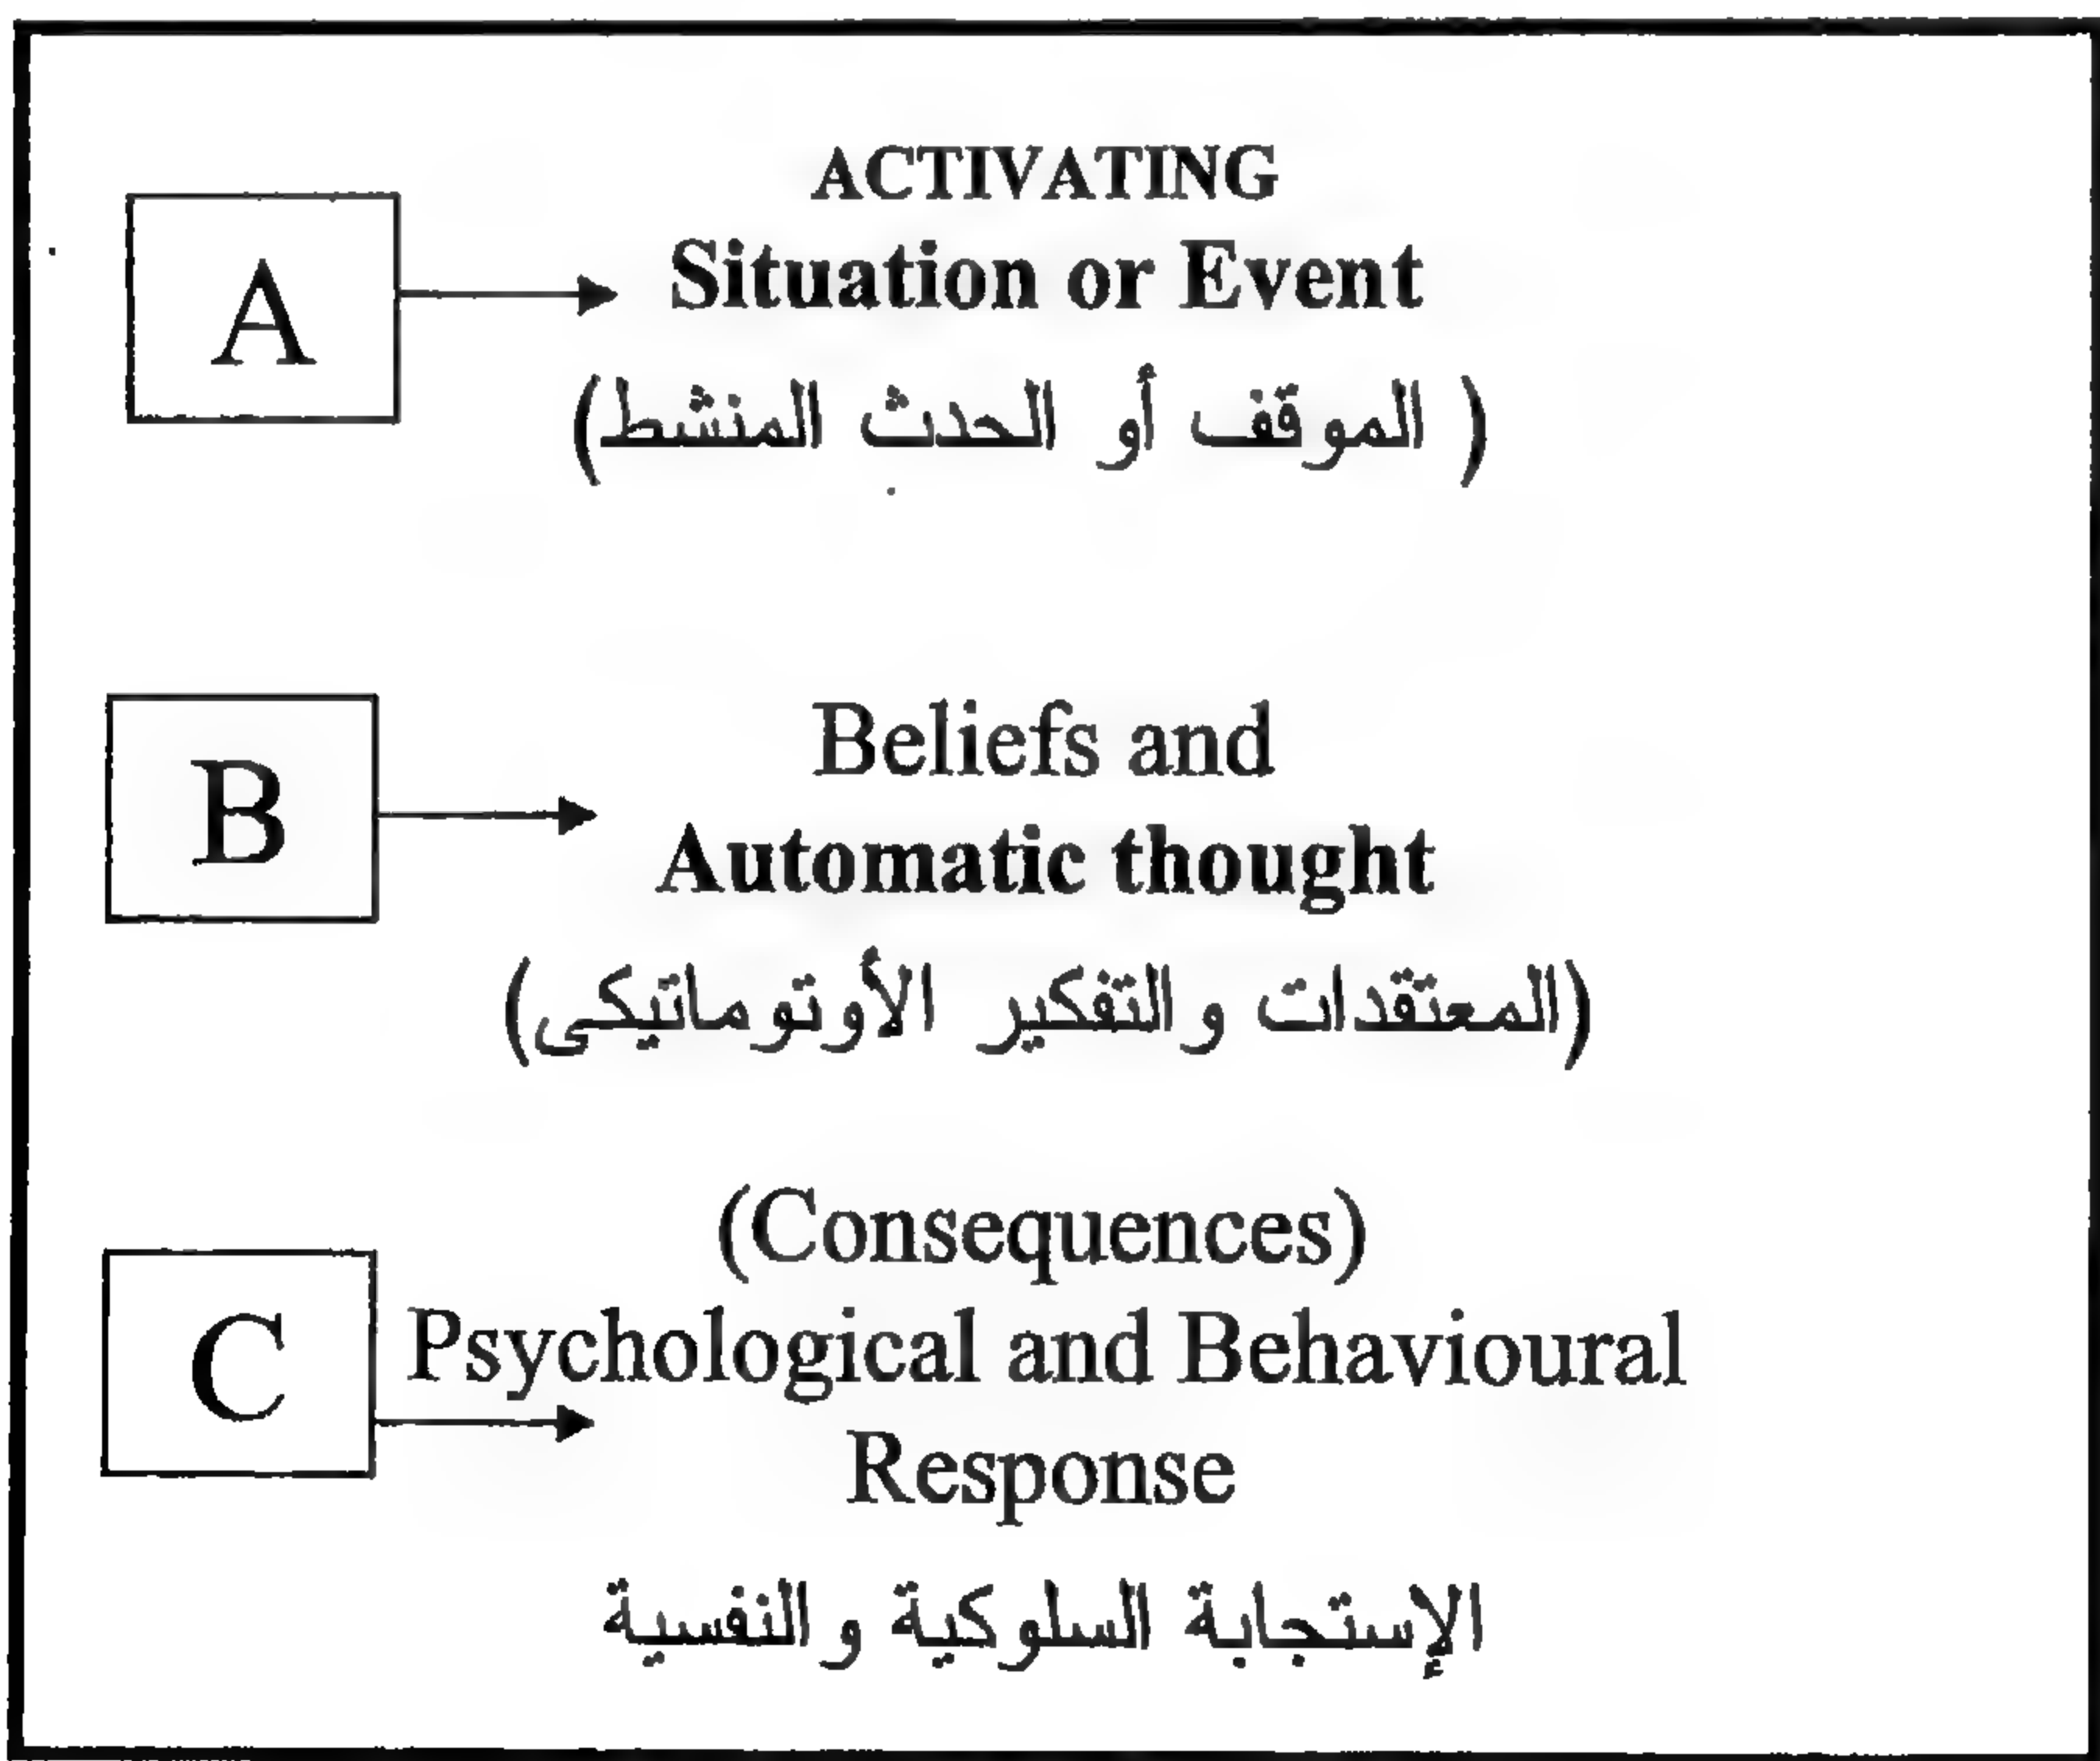 A
ACTIVATING
Situation or Event
( الموقف أو الحدث المنشط)
B
Beliefs and
Automatic thought
(المعتقدات والتفكير الأوتوماتيكى)
C
(Consequences)
Psychological and Behavioural
Response
الإستجابة السلوكية والنفسية